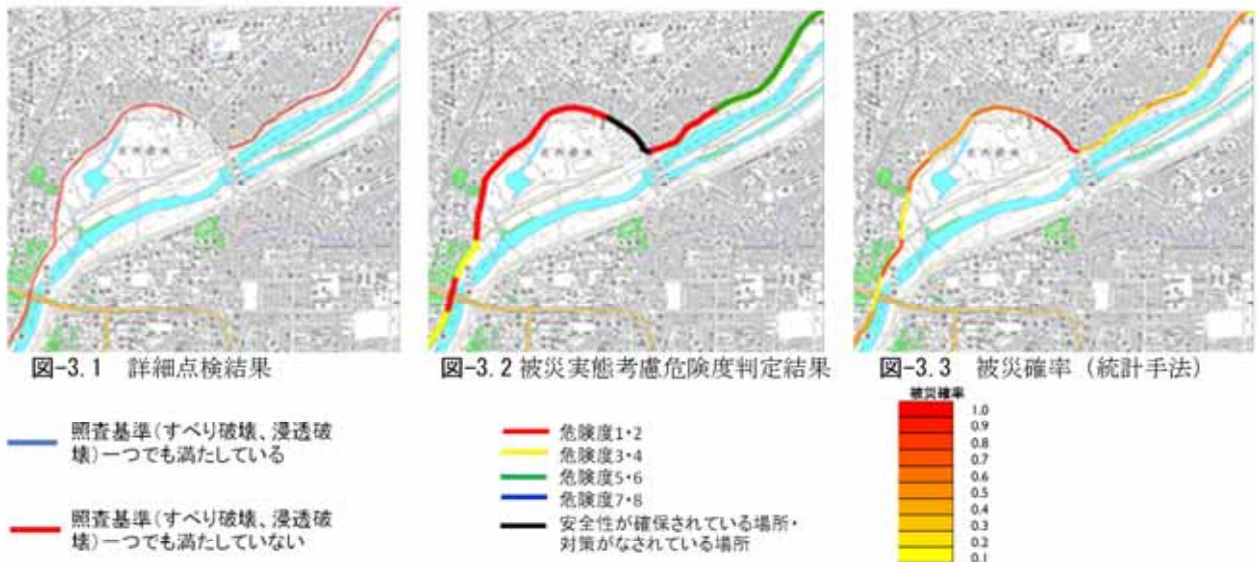 図-3.1 詳細点検結果
図-3.2 被災実態考慮危険度判定結果
図-3.3 被災確率（統計手法）
照査基準（すべり破壊、浸透破
壊）一つでも満たしている
照査基準（すべり破壊、浸透破
壊）一つでも満たしていない
危険度1・2
危険度3・4
危険度5・6
危険度7・8
安全性が確保されている場所・
対策がなされている場所
被災確率
1.0
0.9
0.8
0.7
0.6
0.5
0.4
0.3
0.2
0.1